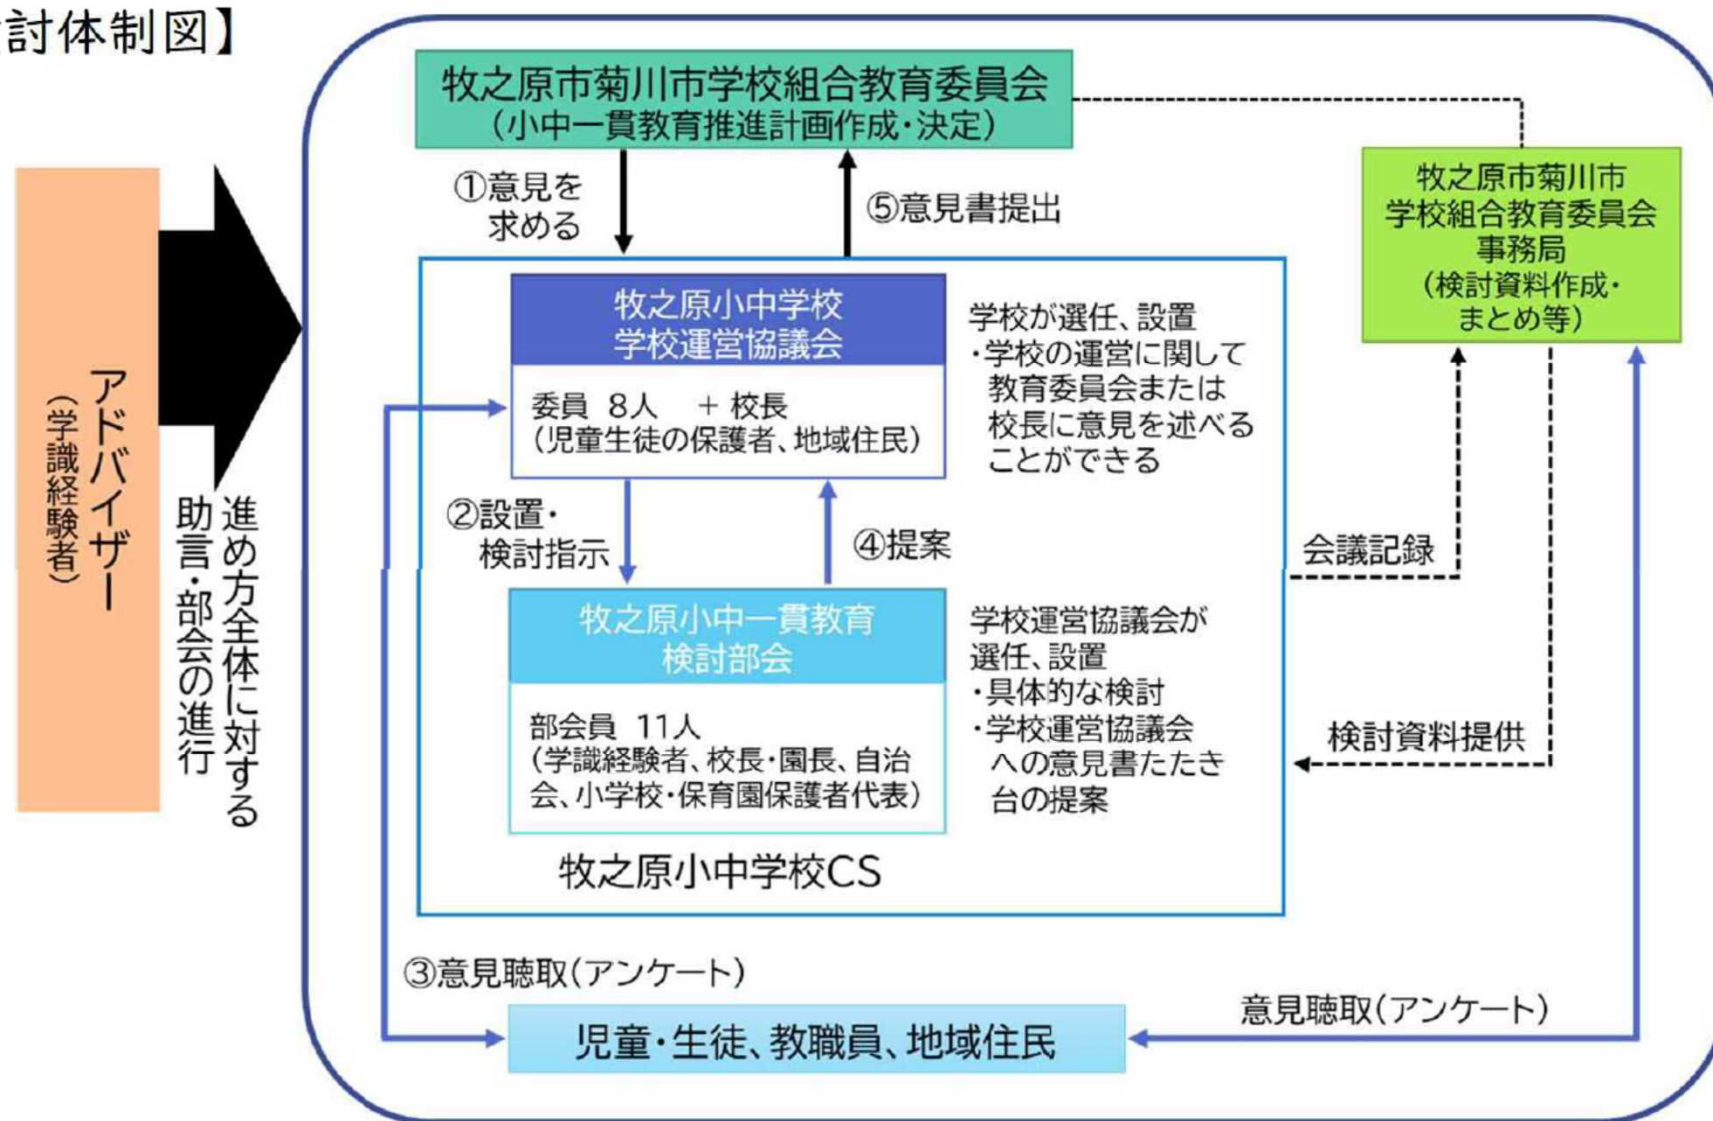 討体制図】
牧之原市菊川市学校組合教育委員会
（小中一貫教育推進計画作成・決定）
①意見を
求める
⑤意見書提出
牧之原市菊川市
学校組合教育委員会
事務局
（検討資料作成・
まとめ等）
アドバイザー
（学識経験者）
進め方全体に対する
助言・部会の進行
牧之原小中学校
学校運営協議会
委員 8人 ＋ 校長
（児童生徒の保護者、地域住民）
学校が選任、設置
・学校の運営に関して
教育委員会または
校長に意見を述べる
ことができる
②設置・
検討指示
④提案
会議記録
牧之原小中一貫教育
検討部会
部会員 11人
（学識経験者、校長・園長、自治
会、小学校・保育園保護者代表）
学校運営協議会が
選任、設置
・具体的な検討
・学校運営協議会
への意見書たたき
台の提案
検討資料提供
牧之原小中学校CS
③意見聴取（アンケート）
児童・生徒、教職員、地域住民
意見聴取（アンケート）